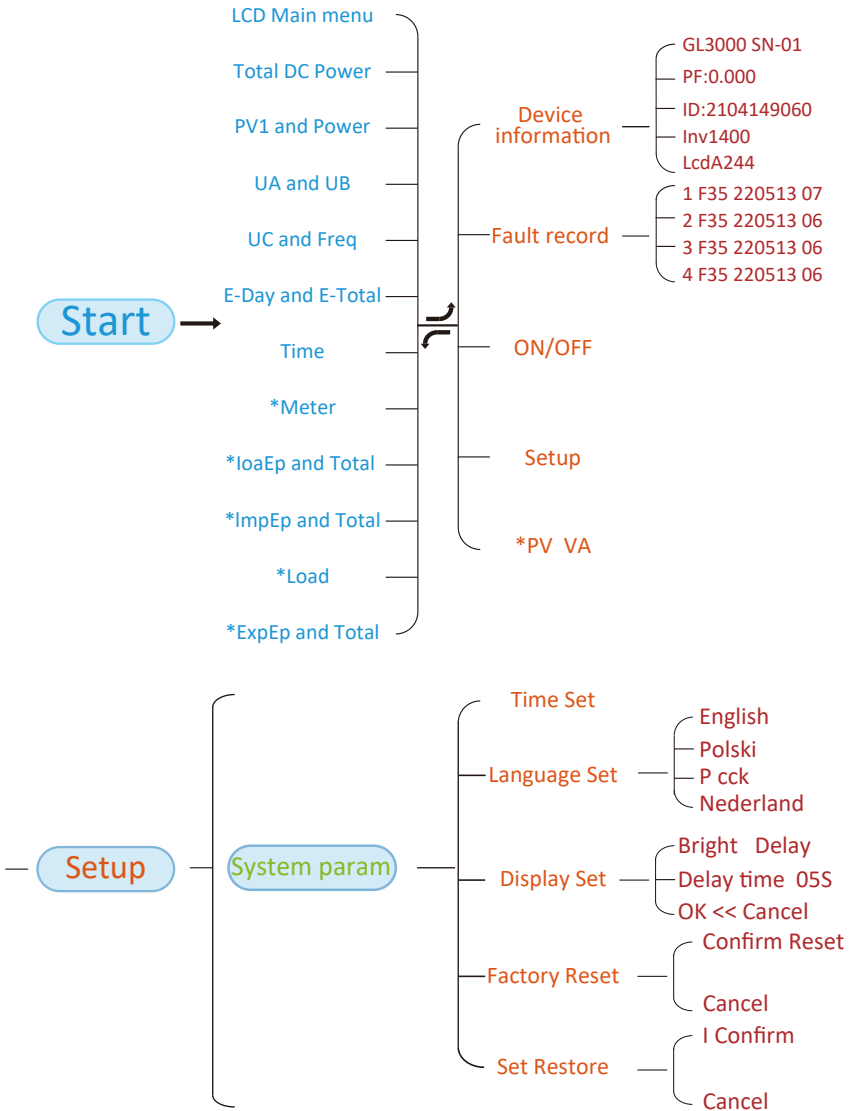 LCD Main menu
Total DC Power
PV1 and Power
UA and UB
UC and Freq
E-Day and E-Total
Start
Time
*Meter
*IoaEp and Total
*ImpEp and Total
*Load
*ExpEp and Total
Device
information
Fault record
ON/OFF
Setup
*PV VA
GL3000 SN-01
PF:0.000
ID:2104149060
Inv1400
LcdA244
1 F35 220513 07
2 F35 220513 06
3 F35 220513 06
4 F35 220513 06
Setup
System param
Time Set
Language Set
English
Polski
P cck
Nederland
Display Set
Bright Delay
Delay time 05S
OK << Cancel
Factory Reset
Confirm Reset
Cancel
Set Restore
I Confirm
Cancel